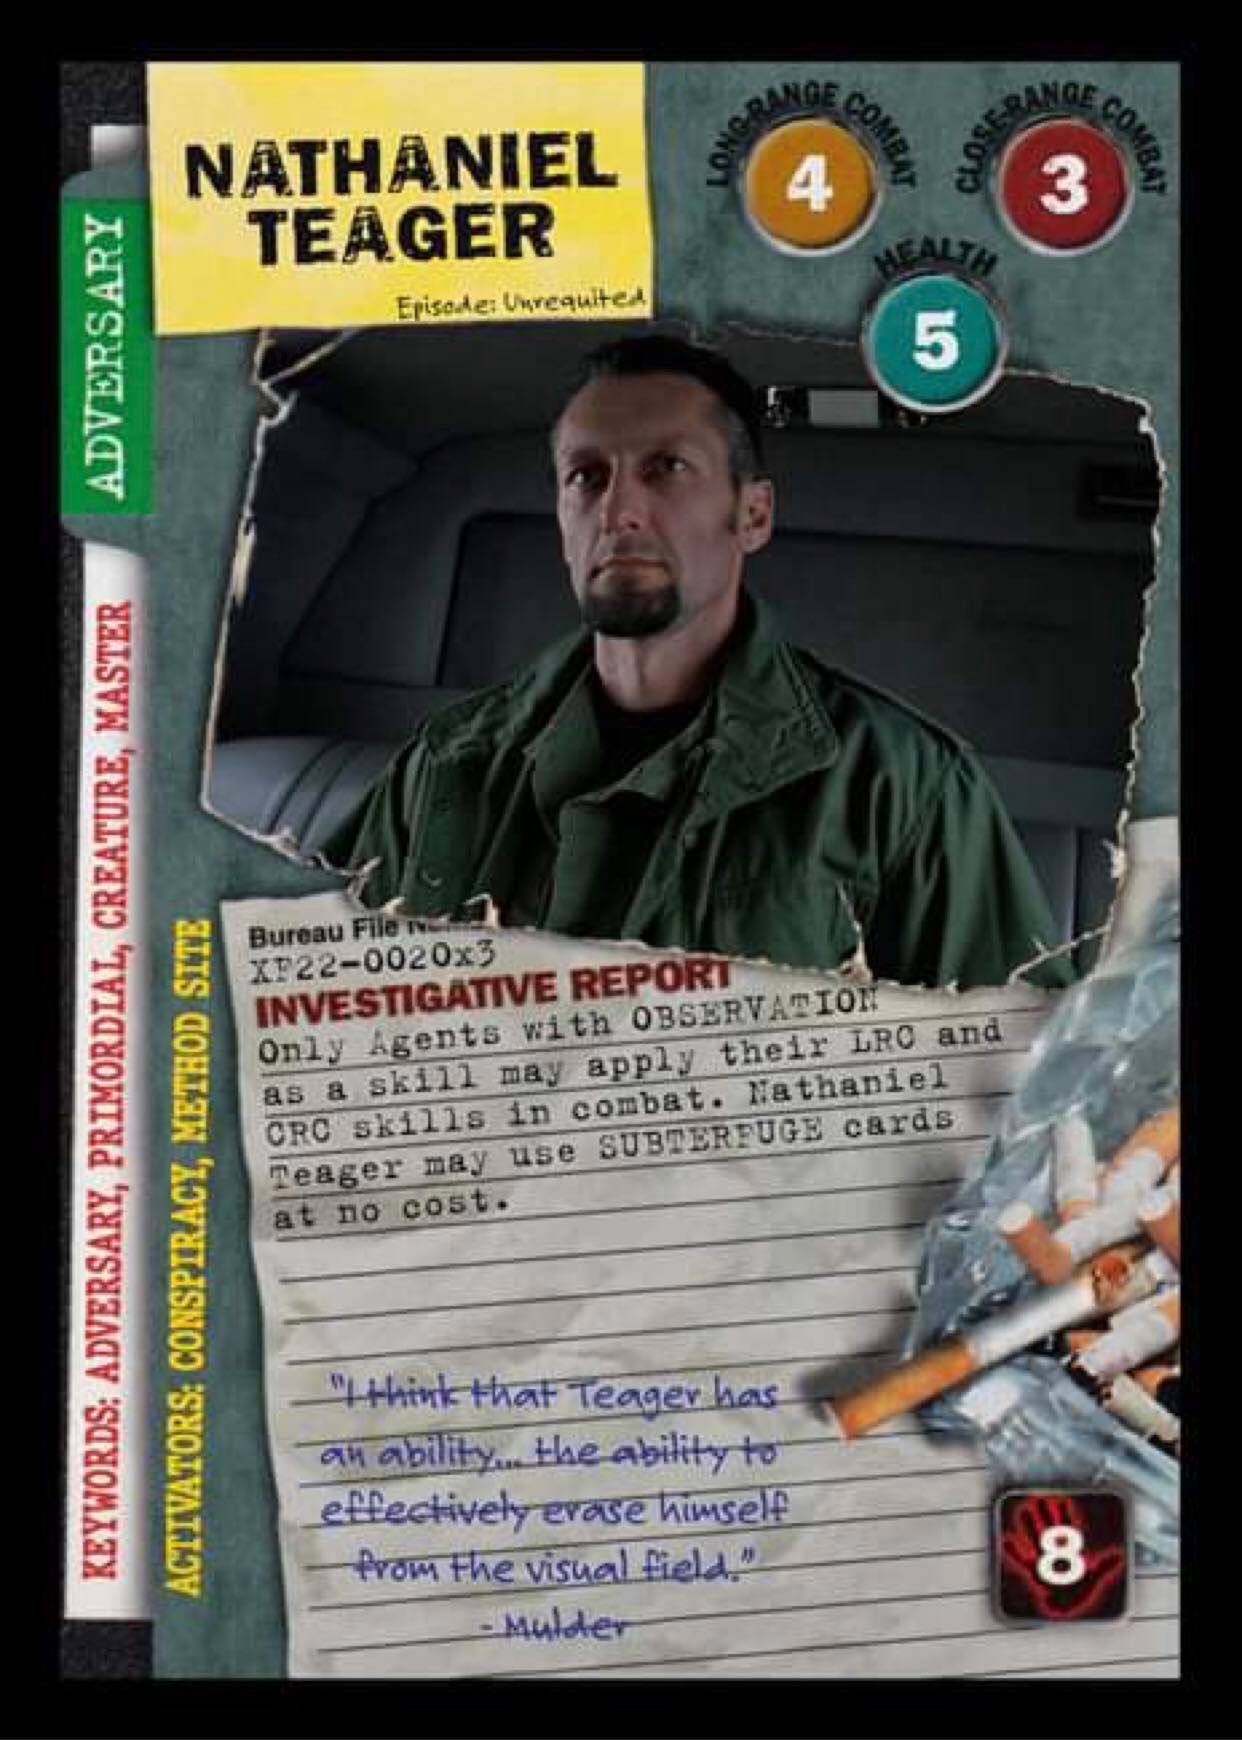 NATHANIEL
TEAGER
Episode: Unrequited
LONG-RANGE COMBAT
4
CLOSE-RANGE COMBAT
3
HEALTH
5
ADVERSARY
KEYWORDS: ADVERSARY, PRIMORDIAL, CREATURE, MASTER
ACTIVATORS: CONSPIRACY, METHOD SITE
Bureau File
XF22-0020x3
INVESTIGATIVE REPORT
Only Agents with OBSERVATION
as a skill may apply their LRC and
CRC skills in combat. Nathaniel
Teager may use SUBTERFUGE cards
at no cost.
"I think that Teager has
an ability... the ability to
effectively erase himself
from the visual field."
- Mulder
8